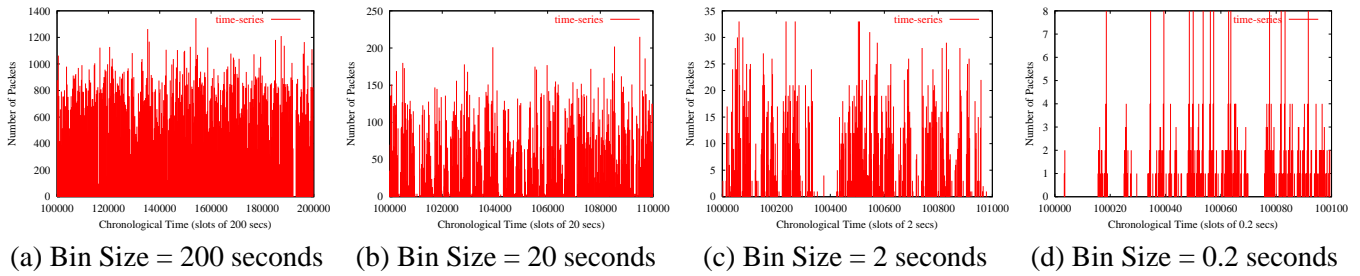 time-series
1400
1200
1000
800
600
400
200
0
100000 120000 140000 160000 180000 200000
Number of Packets
Chronological Time (slots of 200 secs)
(a) Bin Size = 200 seconds
time-series
250
200
150
100
50
0
100000 102000 104000 106000 108000 110000
Number of Packets
Chronological Time (slots of 20 secs)
(b) Bin Size = 20 seconds
time-series
35
30
25
20
15
10
5
0
100000 100200 100400 100600 100800 101000
Number of Packets
Chronological Time (slots of 2 secs)
(c) Bin Size = 2 seconds
time-series
8
7
6
5
4
3
2
1
0
100000 100020 100040 100060 100080 100100
Number of Packets
Chronological Time (slots of 0.2 secs)
(d) Bin Size = 0.2 seconds